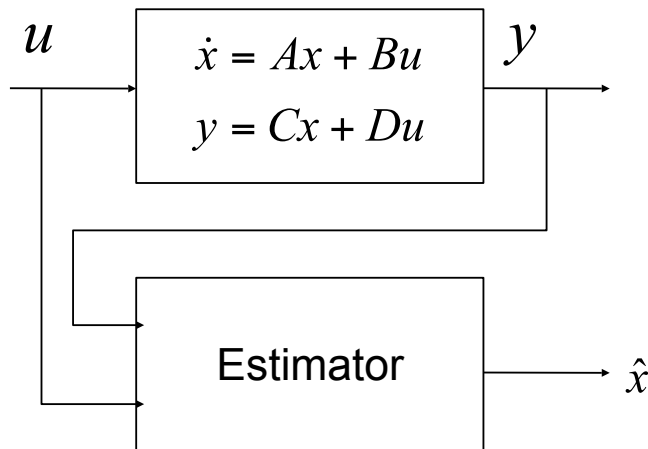 u
y
ẋ = Ax + Bu
y = Cx + Du
Estimator
x̂